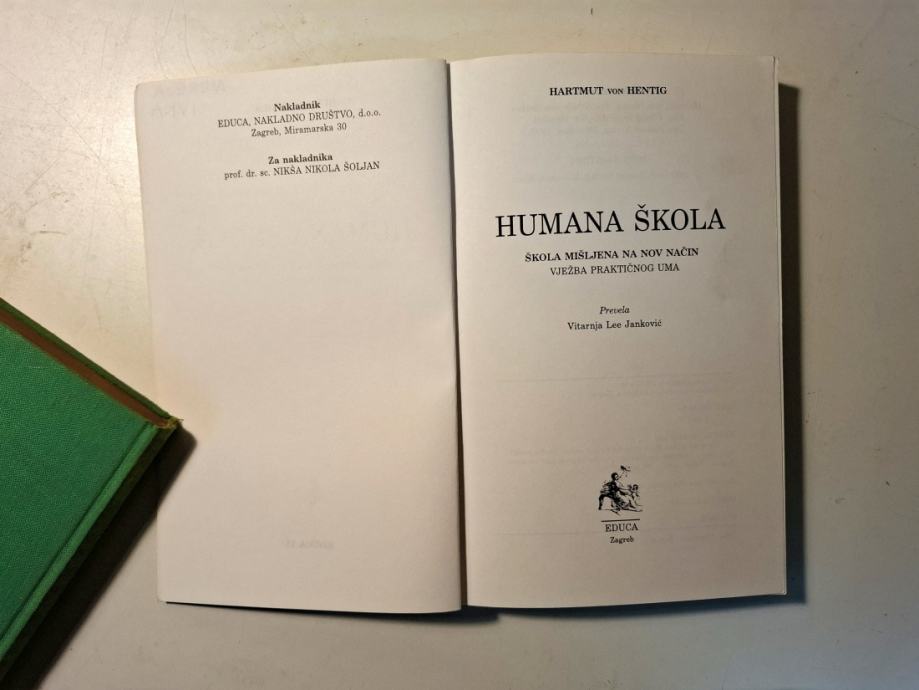 Nakladnik
EDUCA, NAKLADNO DRUŠTVO, d.o.o.
Zagreb, Miramarska 30
Za nakladnika
prof. dr. sc. NIKŠA NIKOLA ŠOLJAN
HARTMUT VON HENTIG
HUMANA ŠKOLA
ŠKOLA MIŠLJENA NA NOV NAČIN
VJEŽBA PRAKTIČNOG UMA
Prevela
Vitarnja Lee Janković
EDUCA
Zagreb